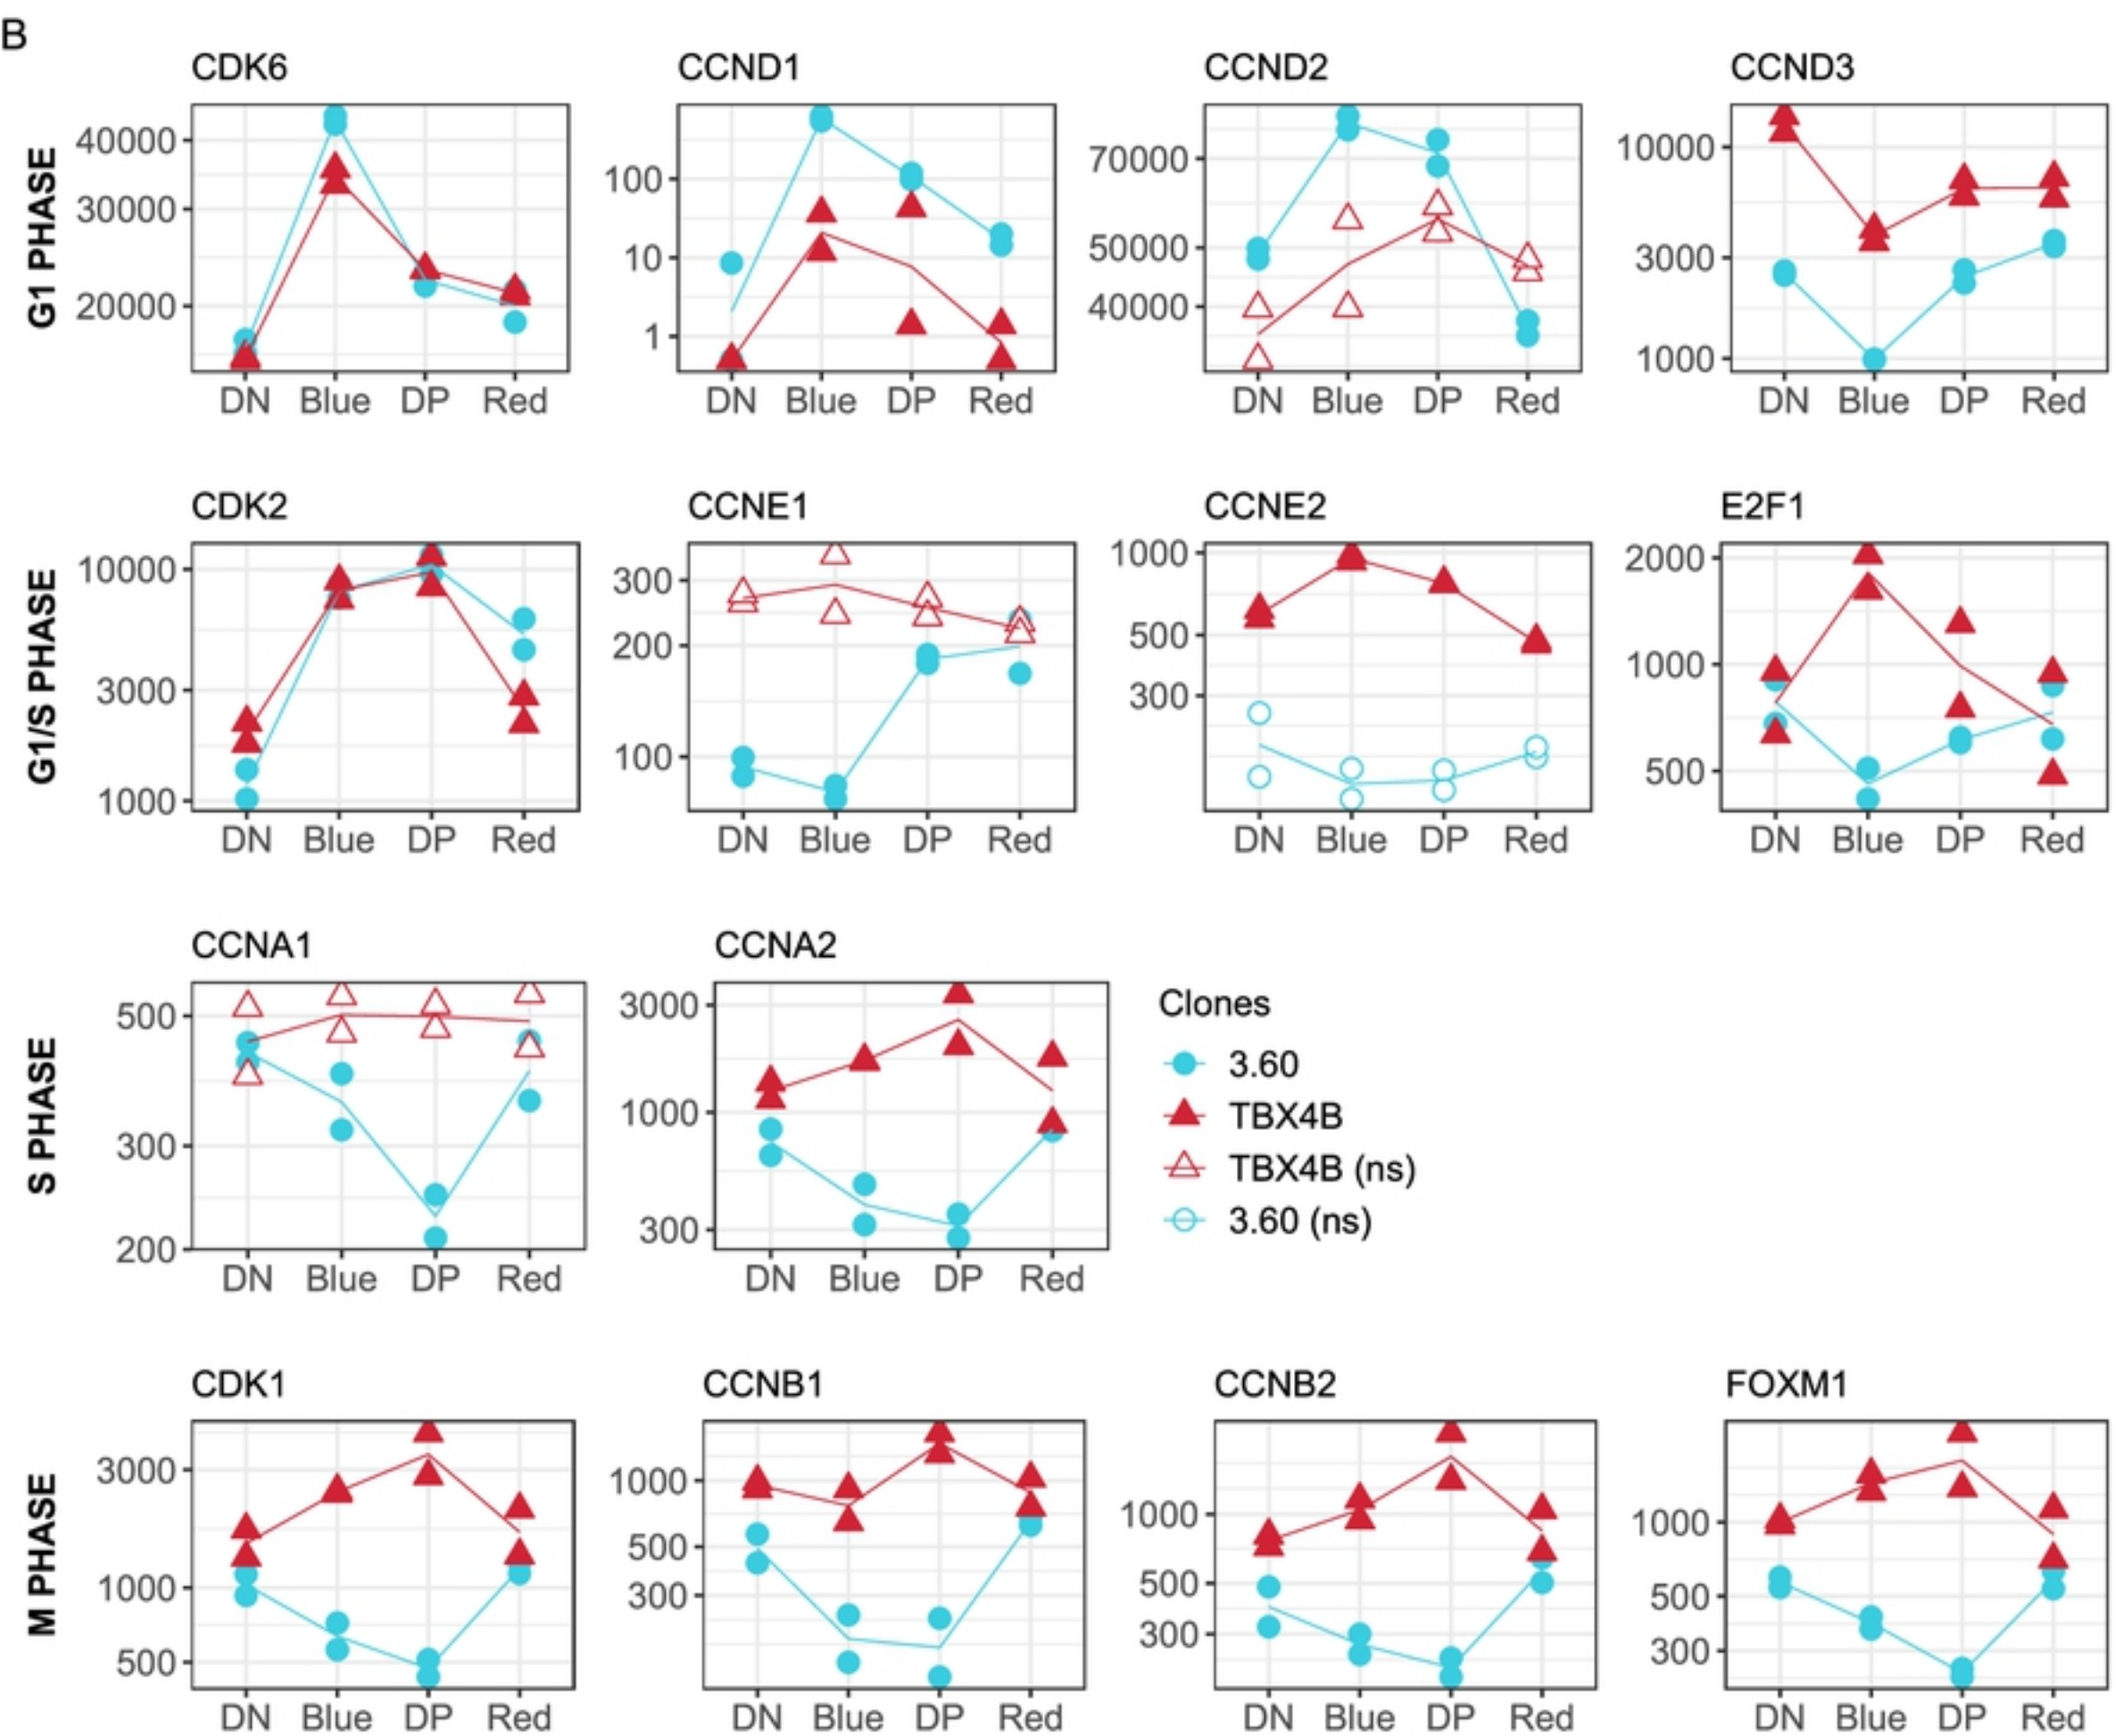 B
G1 PHASE
CDK6
40000
30000
20000
DN Blue DP Red
CCND1
100
10
1
DN Blue DP Red
CCND2
70000
50000
40000
DN Blue DP Red
CCND3
10000
3000
1000
DN Blue DP Red
G1/S PHASE
CDK2
10000
3000
1000
DN Blue DP Red
CCNE1
300
200
100
DN Blue DP Red
CCNE2
1000
500
300
DN Blue DP Red
E2F1
2000
1000
500
DN Blue DP Red
S PHASE
CCNA1
500
300
200
DN Blue DP Red
CCNA2
3000
1000
300
DN Blue DP Red
Clones
3.60
TBX4B
TBX4B (ns)
3.60 (ns)
M PHASE
CDK1
3000
1000
500
DN Blue DP Red
CCNB1
1000
500
300
DN Blue DP Red
CCNB2
1000
500
300
DN Blue DP Red
FOXM1
1000
500
300
DN Blue DP Red